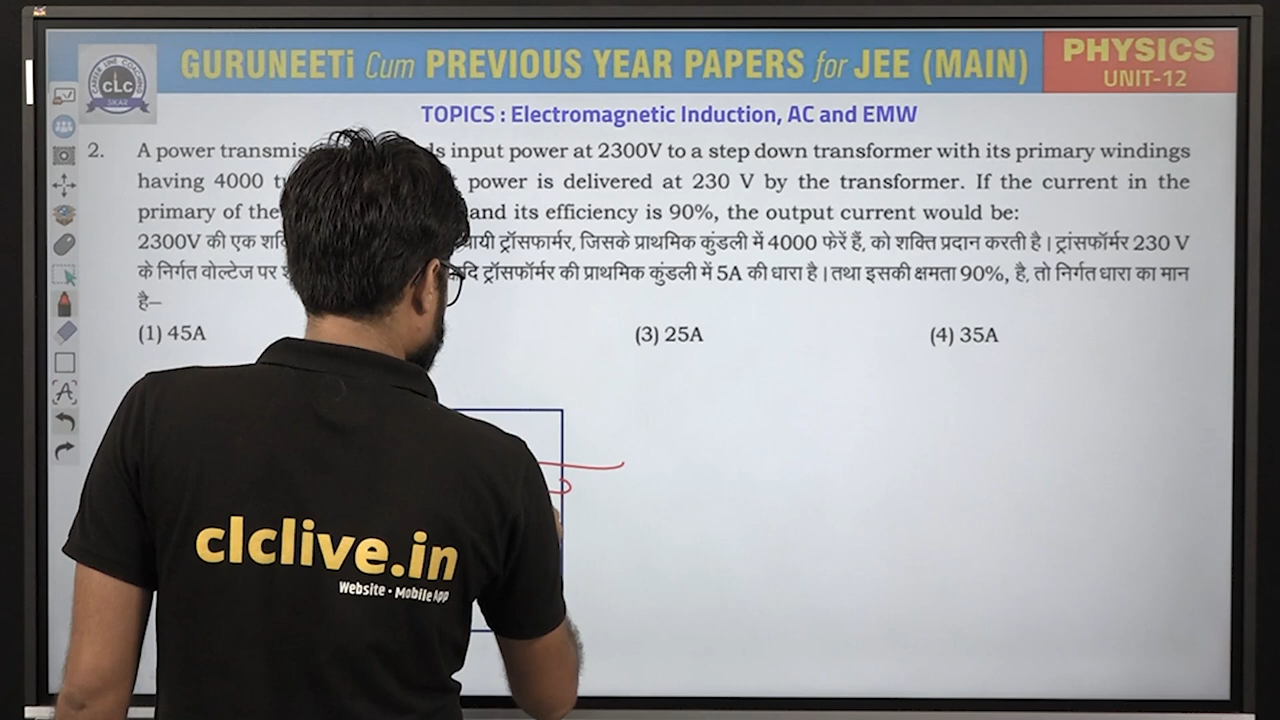 GURUNEETi Cum PREVIOUS YEAR PAPERS for JEE (MAIN)
PHYSICS
UNIT-12
CLC
SIKAR
TOPICS : Electromagnetic Induction, AC and EMW
2. A power input power at 2300V to a step down transformer with its primary windings
having 4000 power is delivered at 230 V by the transformer. If the current in the
primary of the and its efficiency is 90%, the output current would be:
2300V की एक ट्रॉसफार्मर, जिसके प्राथमिक कुंडली में 4000 फेरें हैं, को शक्ति प्रदान करती है। ट्रांसफॉर्मर 230 V
के निर्गत वोल्टेज पर ट्रॉसफॉर्मर की प्राथमिक कुंडली में 5A की धारा है। तथा इसकी क्षमता 90%, है, तो निर्गत धारा का मान
है–
(1) 45A (3) 25A (4) 35A
clclive.in
Website · Mobile App